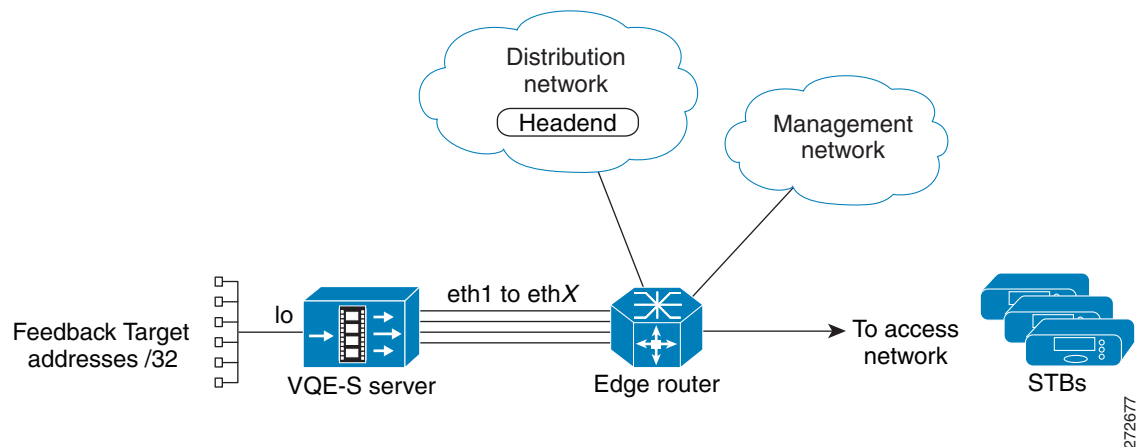 Distribution
network
Headend
Management
network
eth1 to ethX
lo
Feedback Target
addresses /32
VQE-S server
Edge router
To access
network
STBs
272677